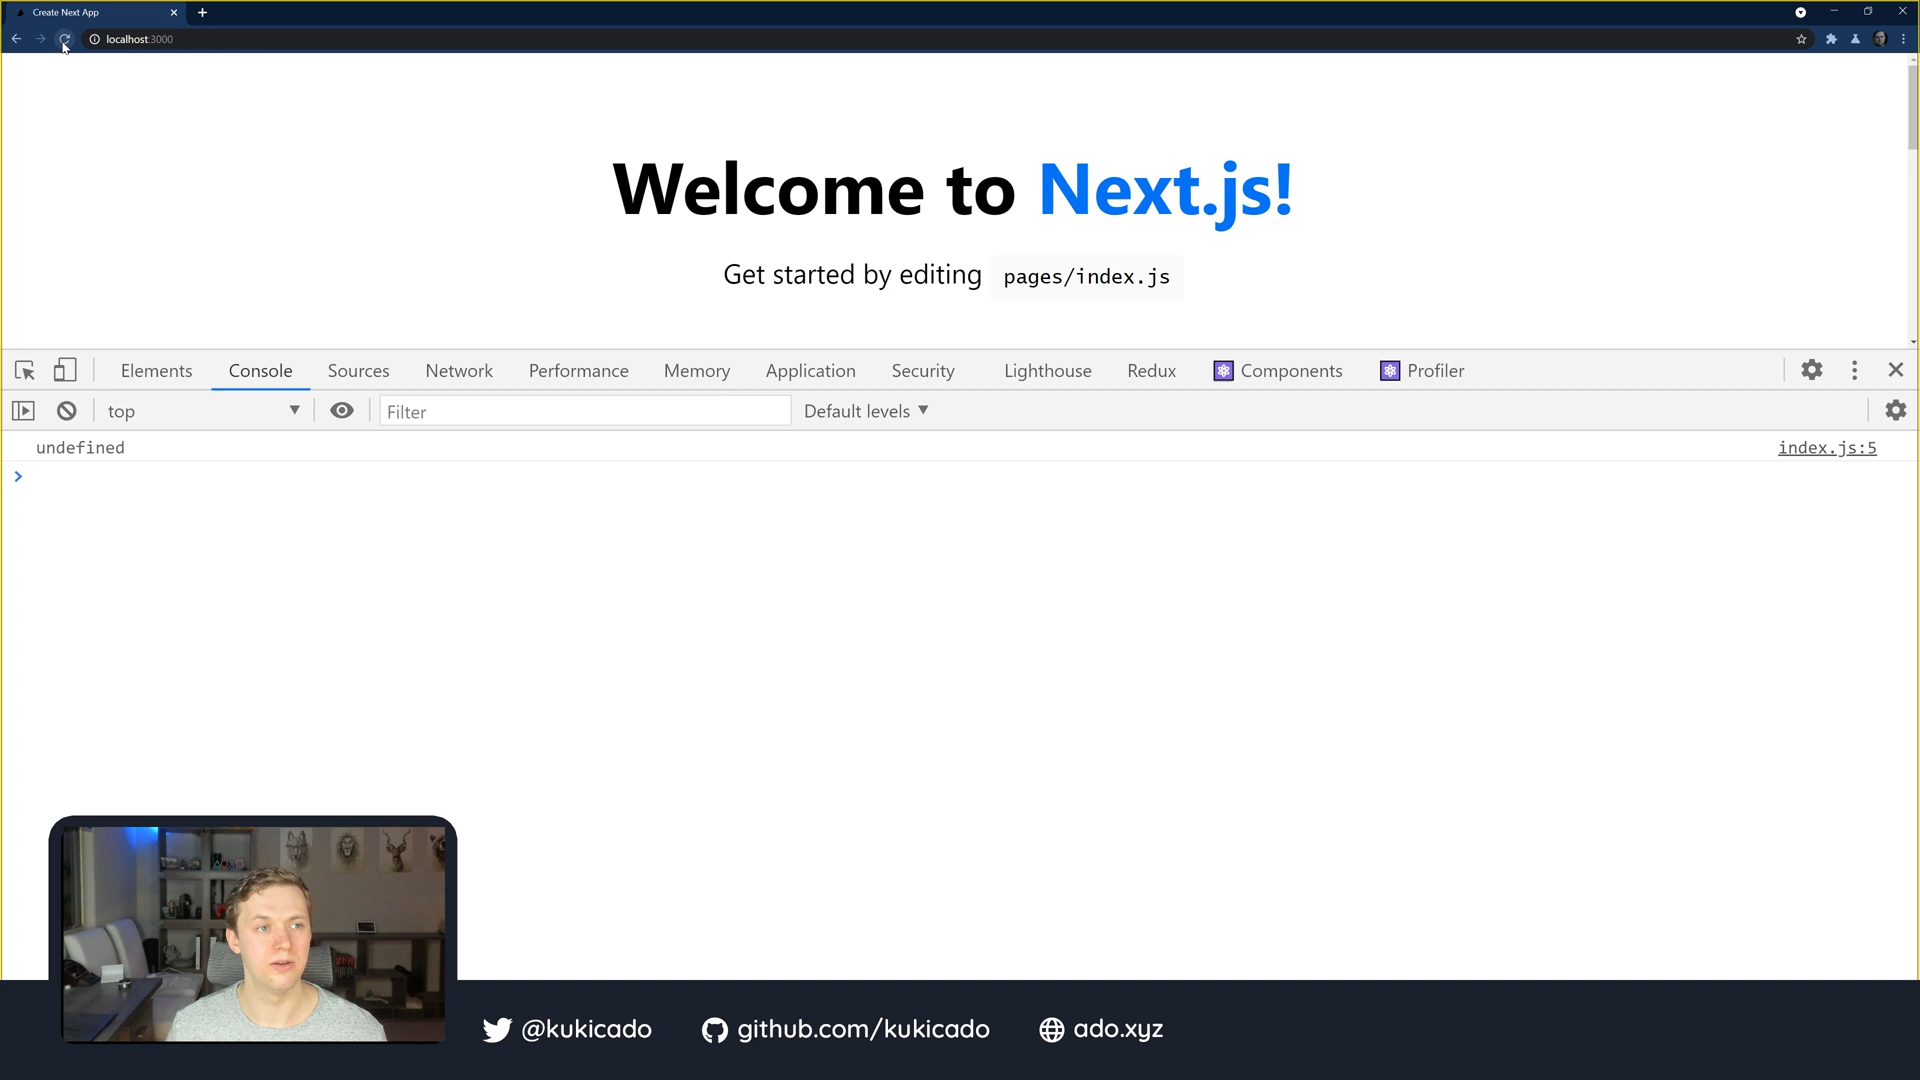 Create Next App
localhost:3000
Welcome to Next.js!
Get started by editing pages/index.js
Elements Console Sources Network Performance Memory Application Security Lighthouse Redux Components Profiler
top Filter Default levels
undefined index.js:5
@kukicado github.com/kukicado ado.xyz